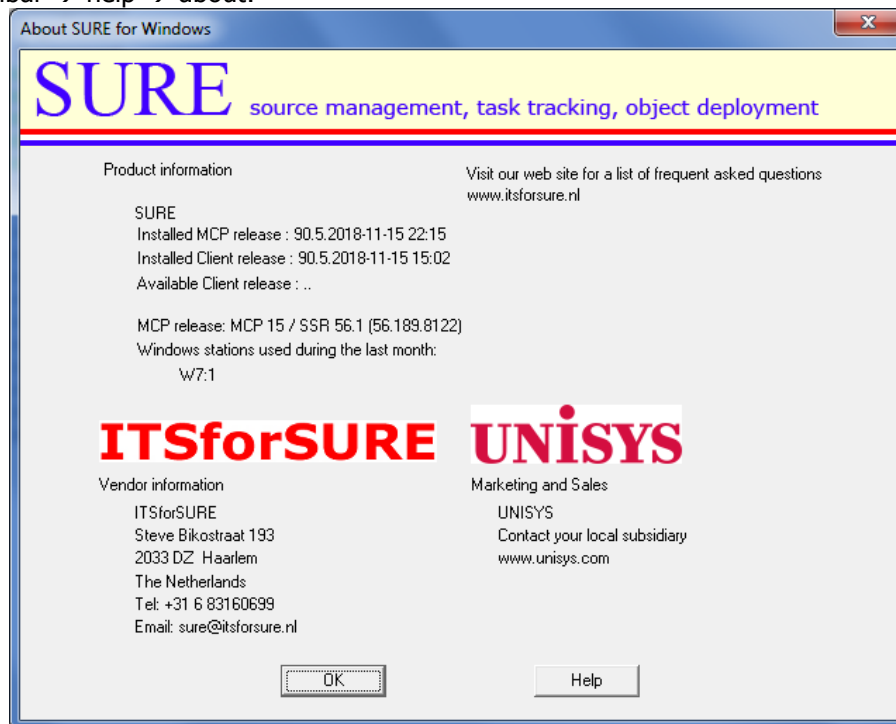 help → about.
About SURE for Windows
SURE source management, task tracking, object deployment
Product information
Visit our web site for a list of frequent asked questions
www.itsforsure.nl
SURE
Installed MCP release : 90.5.2018-11-15 22:15
Installed Client release : 90.5.2018-11-15 15:02
Available Client release : ..
MCP release: MCP 15 / SSR 56.1 (56.189.8122)
Windows stations used during the last month:
W7:1
ITSforSURE
Vendor information
ITSforSURE
Steve Bikostraat 193
2033 DZ Haarlem
The Netherlands
Tel: +31 6 83160699
Email: sure@itsforsure.nl
UNISYS
Marketing and Sales
UNISYS
Contact your local subsidiary
www.unisys.com
OK
Help